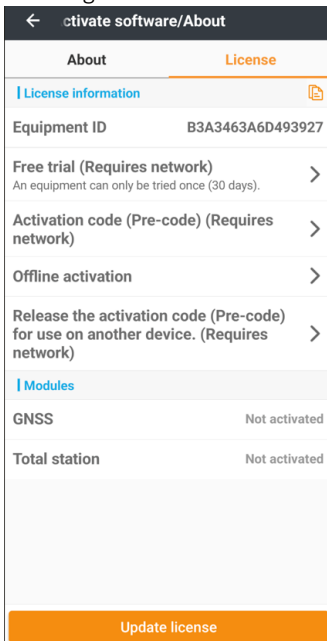 ctivate software/About
About License
License information
Equipment ID B3A3463A6D493927
Free trial (Requires network)
An equipment can only be tried once (30 days).
Activation code (Pre-code) (Requires
network)
Offline activation
Release the activation code (Pre-code)
for use on another device. (Requires
network)
Modules
GNSS Not activated
Total station Not activated
Update license